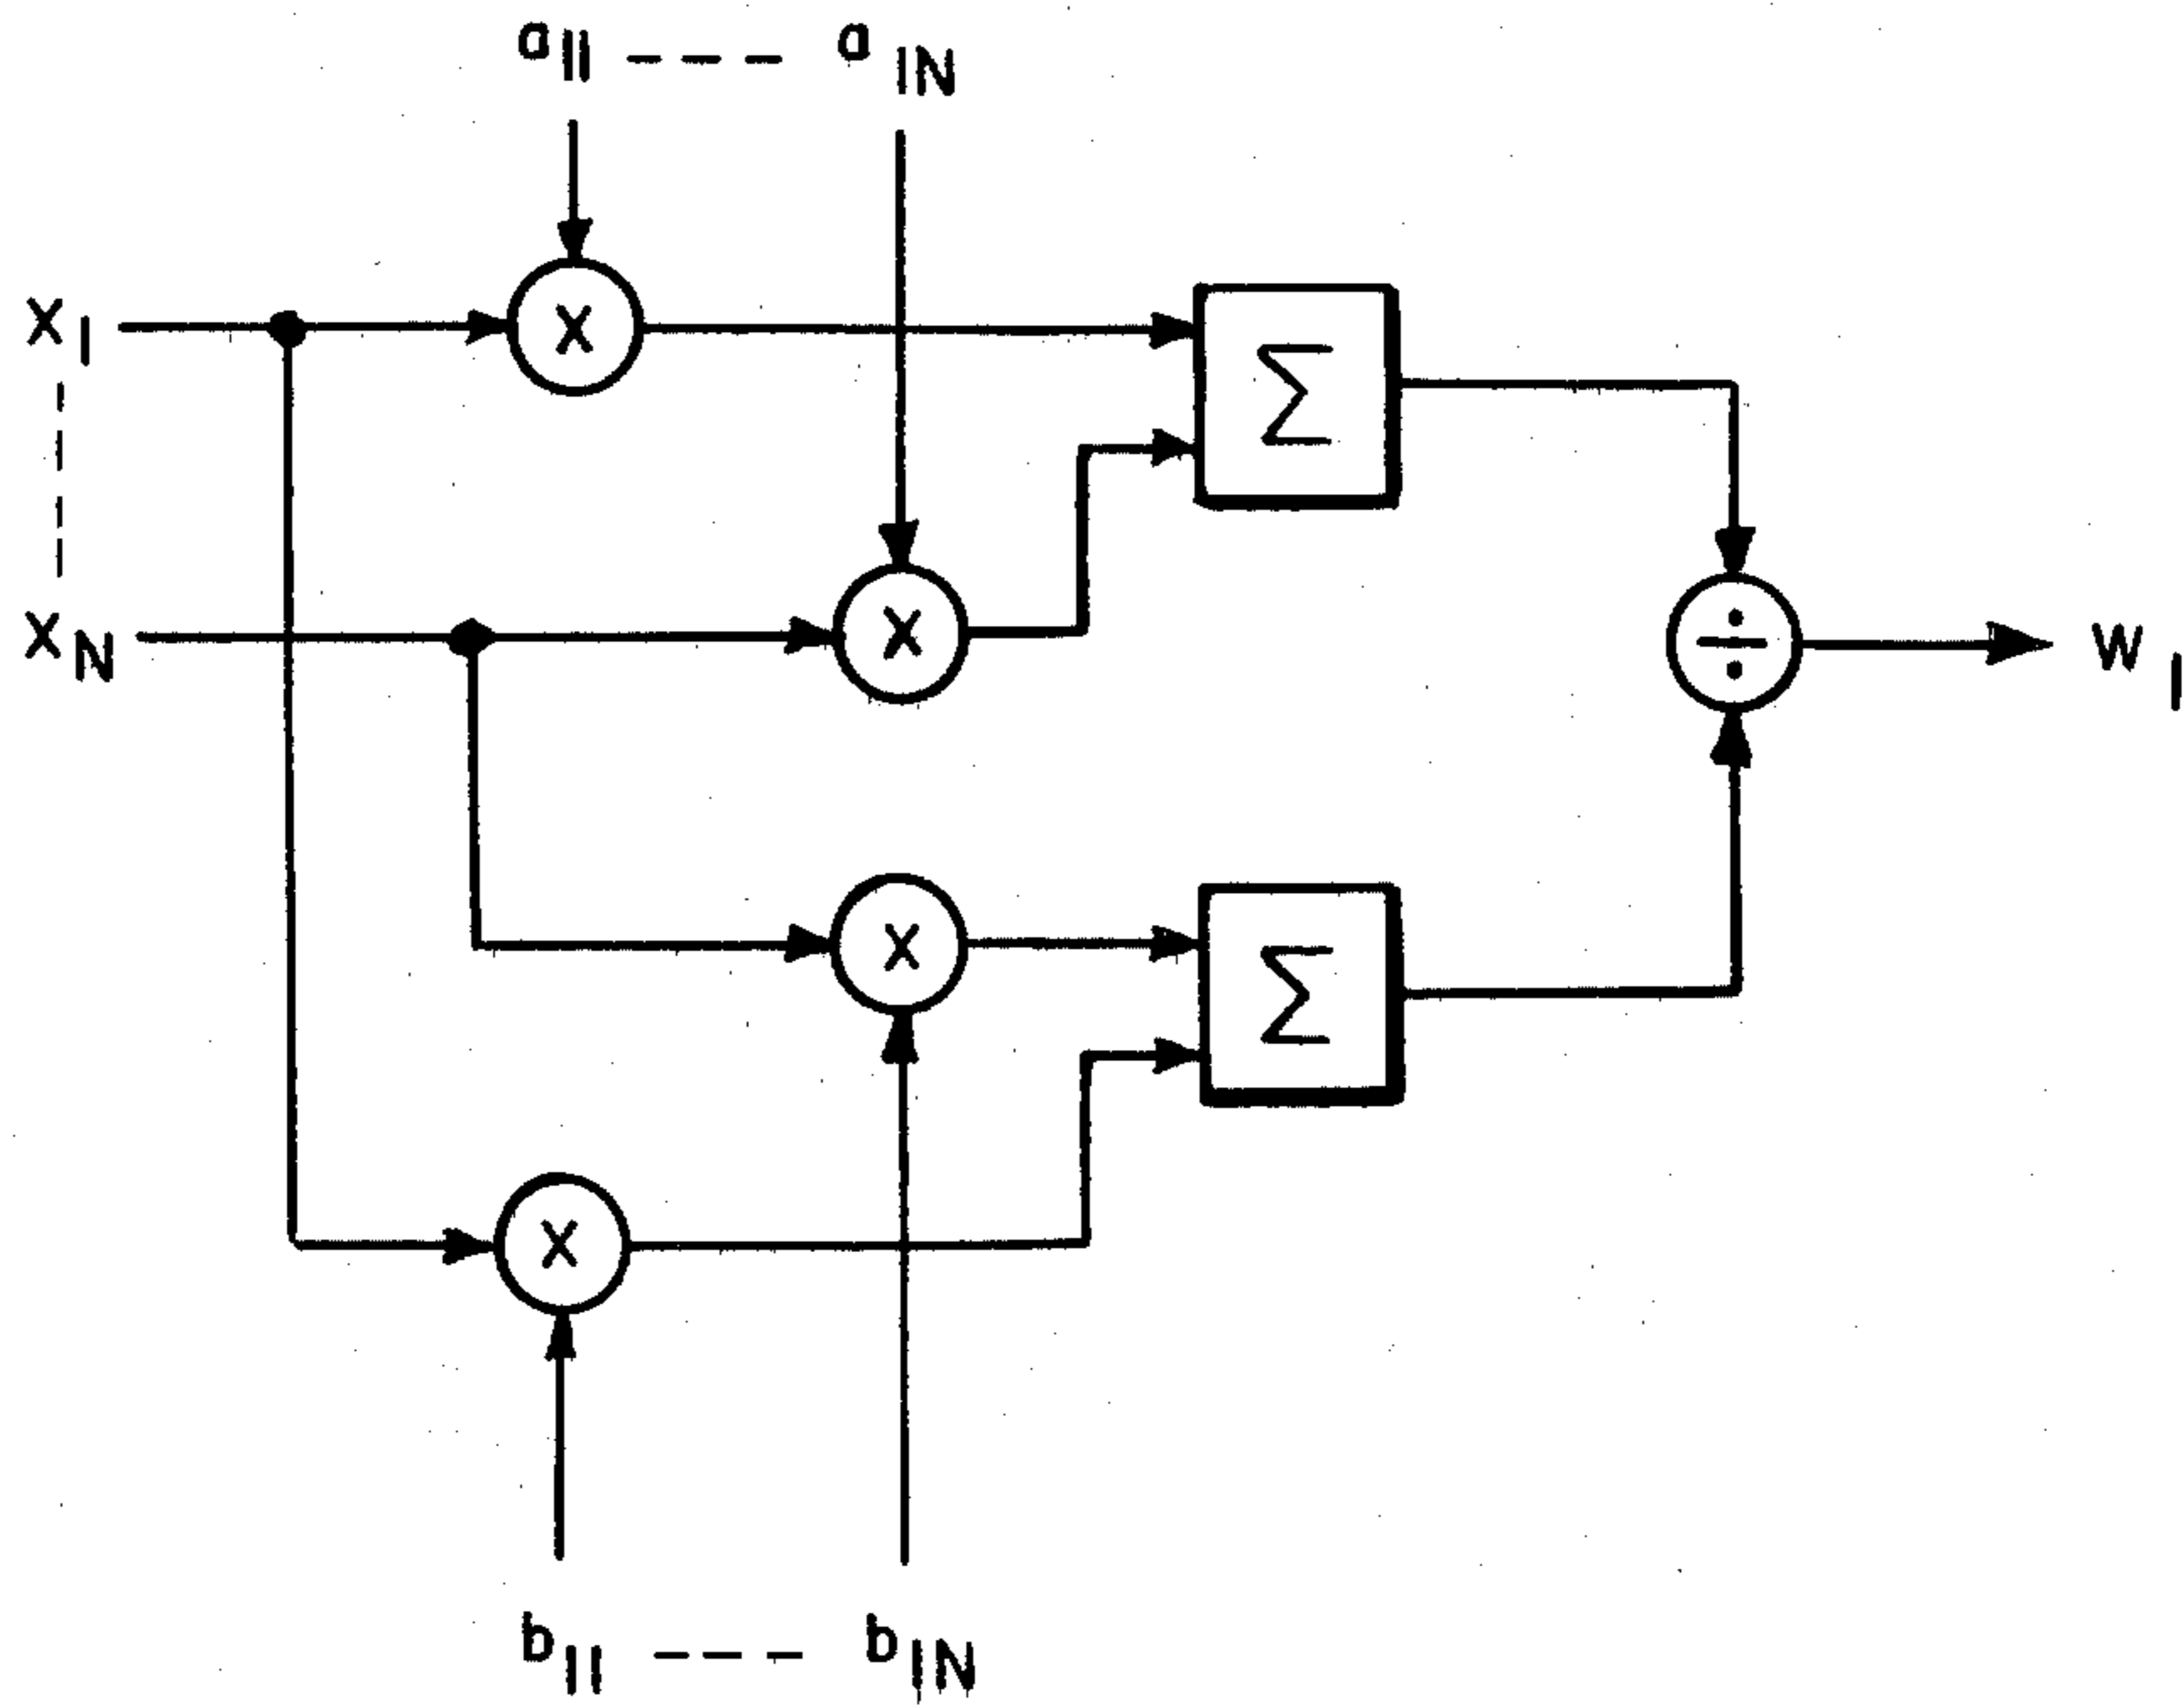 a11 --- a1N
X1
X
Σ
XN
X
÷
W1
X
Σ
X
b11 --- b1N